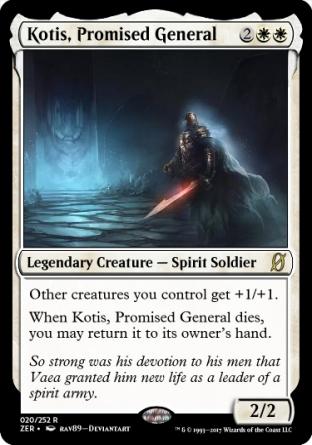 Kotis, Promised General 2
Legendary Creature — Spirit Soldier
Other creatures you control get +1/+1.
When Kotis, Promised General dies,
you may return it to its owner's hand.
So strong was his devotion to his men that
Vaea granted him new life as a leader of a
spirit army.
2/2
020/252 R
ZER • RAV89–DEVIANTART
™ & © 1993–2017 Wizards of the Coast LLC